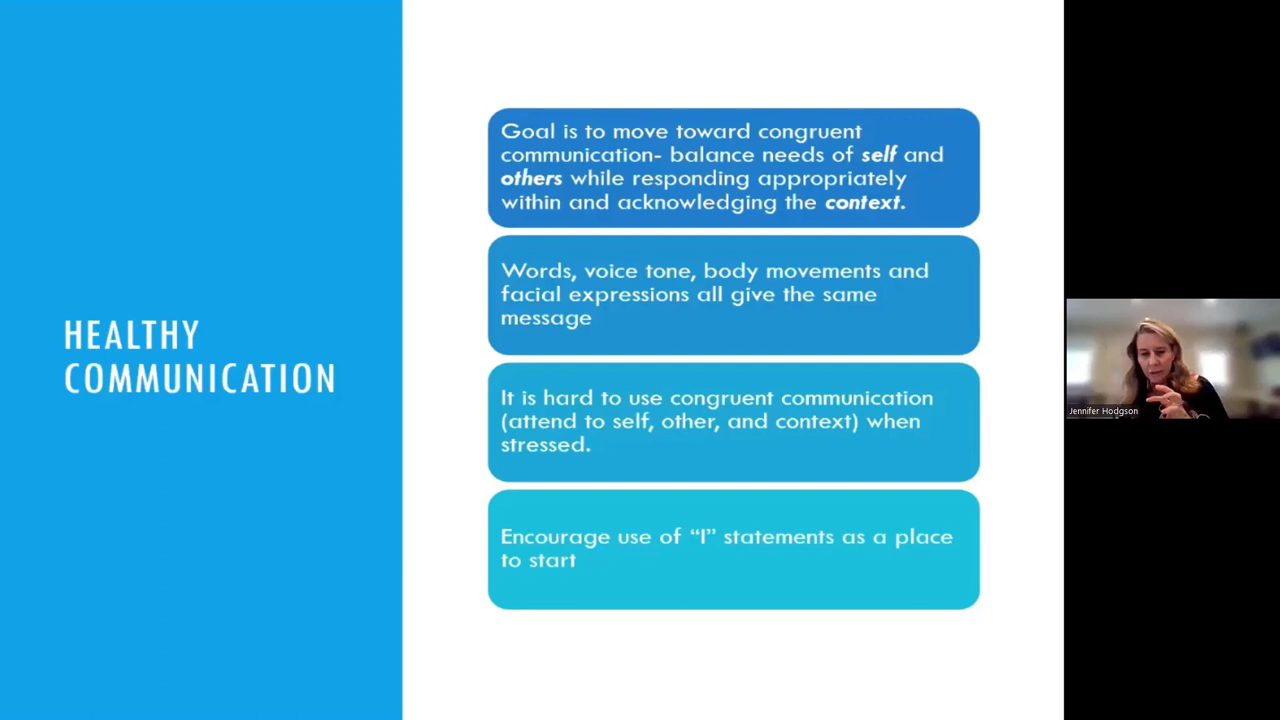 HEALTHY
COMMUNICATION
Goal is to move toward congruent
communication- balance needs of self and
others while responding appropriately
within and acknowledging the context.
Words, voice tone, body movements and
facial expressions all give the same
message
It is hard to use congruent communication
(attend to self, other, and context) when
stressed.
Encourage use of “I” statements as a place
to start
Jennifer Hodgson